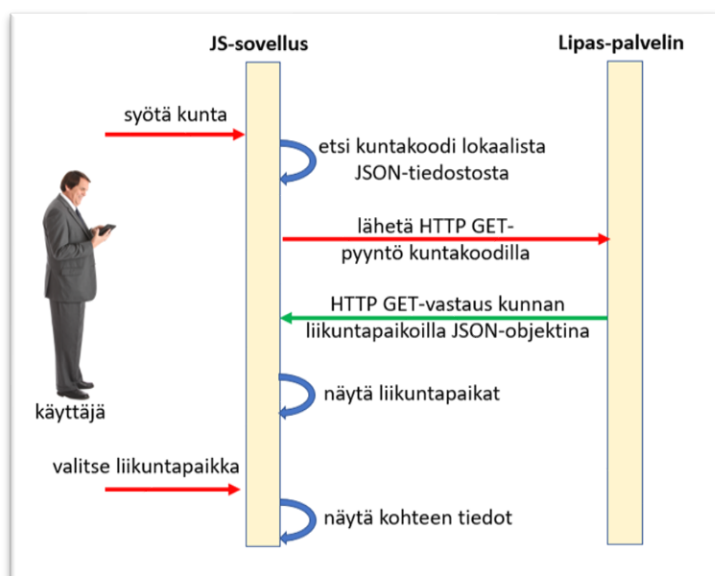 JS-sovellus
Lipas-palvelin
syötä kunta
etsi kuntakoodi lokaalista
JSON-tiedostosta
lähetä HTTP GET-
pyyntö kuntakoodilla
HTTP GET-vastaus kunnan
liikuntapaikoilla JSON-objektina
näytä liikuntapaikat
käyttäjä
valitse liikuntapaikka
näytä kohteen tiedot